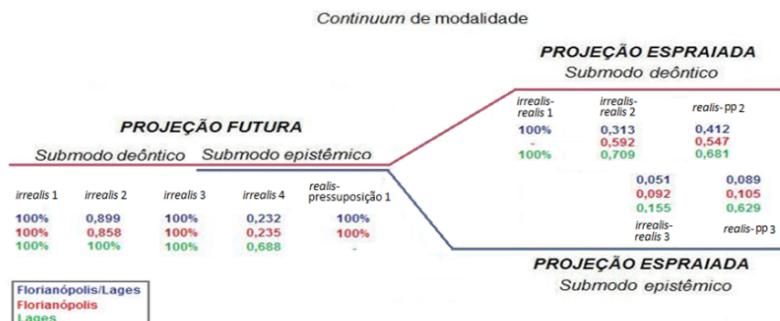 Continuum de modalidade
PROJEÇÃO ESPRAIADA
Submodo deôntico
irrealis-realis 1 irrealis-realis 2 realis-pp 2
100% 0,313 0,412
- 0,592 0,547
100% 0,709 0,681
PROJEÇÃO FUTURA
Submodo deôntico Submodo epistêmico
irrealis 1 irrealis 2 irrealis 3 irrealis 4 realis-pressuposição 1
100% 0,899 100% 0,232 100%
100% 0,858 100% 0,235 100%
100% 100% 100% 0,688 -
0,051 0,089
0,092 0,105
0,155 0,629
irrealis-realis 3 realis-pp 3
PROJEÇÃO ESPRAIADA
Submodo epistêmico
Florianópolis/Lages
Florianópolis
Lages